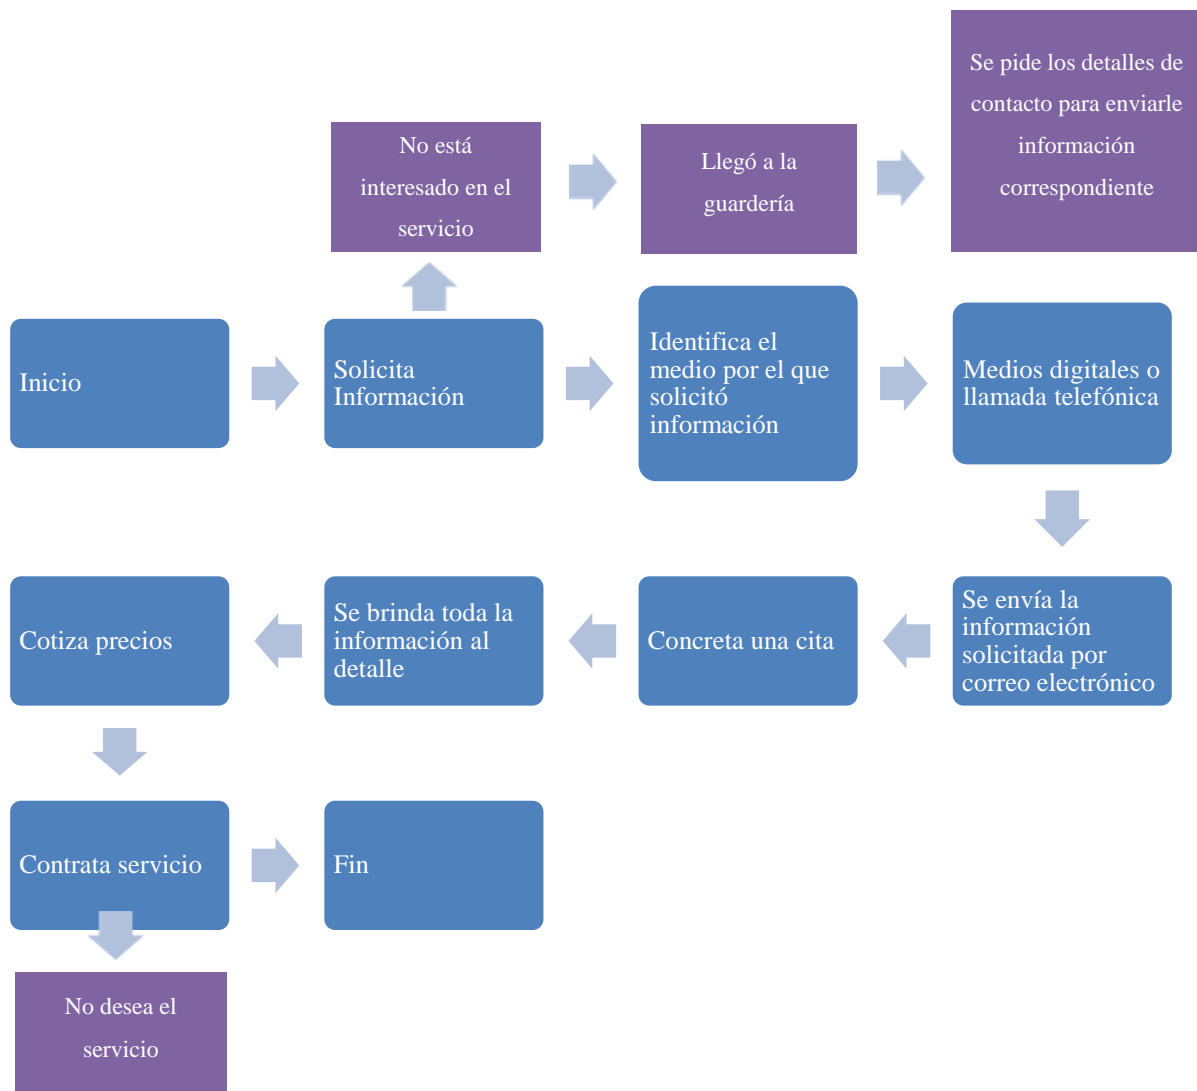 Se pide los detalles de
contacto para enviarle
información
correspondiente
No está
interesado en el
servicio
Llegó a la
guardería
Inicio
Solicita
Información
Identifica el
medio por el que
solicitó
información
Medios digitales o
llamada telefónica
Cotiza precios
Se brinda toda la
información al
detalle
Concreta una cita
Se envía la
información
solicitada por
correo electrónico
Contrata servicio
Fin
No desea el
servicio